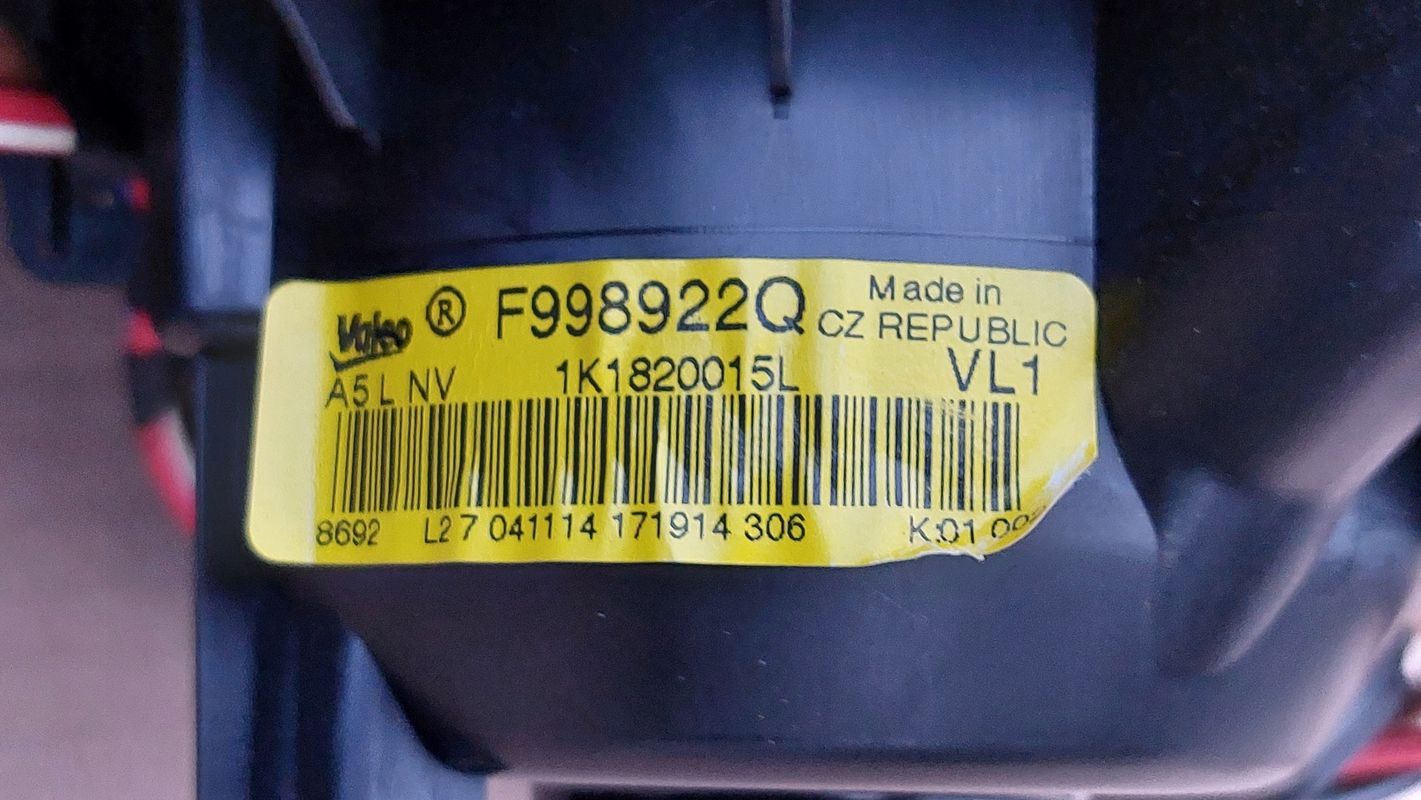 Valeo ® F998922Q Made in
CZ REPUBLIC
A5 L NV 1K1820015L VL1
8692 L2 7 041114 171914 306 K:01